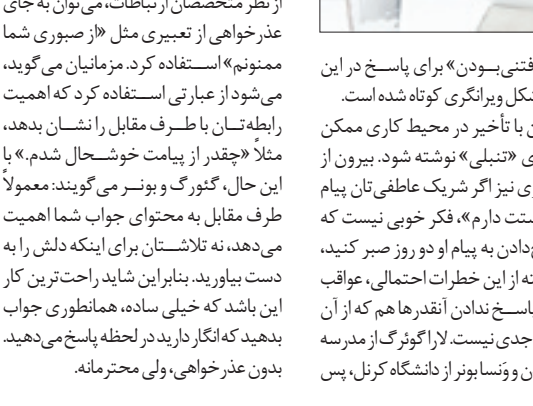 فتنی‌بودن» برای پاسخ در این
شکل ویرانگری کوتاه شده است.
ن با تأخیر در محیط کاری ممکن
ی «تنبلی» نوشته شود. بیرون از
ری نیز اگر شریک عاطفی‌تان پیام
ستت دارم»، فکر خوبی نیست که
خ‌دادن به پیام او دو روز صبر کنید،
ته از این خطرات احتمالی، عواقب
اسخ ندادن آنقدرها هم که از آن
جدی نیست. لارا گوئرگ از مدرسه
ن و وَنسا بونر از دانشگاه کرنل، پس
از نظر متخصصان ارتباطات، می‌توان به جای
عذرخواهی از تعبیری مثل «از صبوری شما
ممنونم» استفاده کرد. مزمانیان می‌گوید،
می‌شود از عبارتی استفاده کرد که اهمیت
رابطه‌تان با طرف مقابل را نشان بدهد،
مثلاً «چقدر از پیامت خوشحال شدم.» با
این حال، گئورگ و بونر می‌گویند: معمولاً
طرف مقابل به محتوای جواب شما اهمیت
می‌دهد، نه تلاشتان برای اینکه دلش را به
دست بیاورید. بنابراین شاید راحت‌ترین کار
این باشد که خیلی ساده، همانطوری جواب
بدهید که انگار دارید در لحظه پاسخ می‌دهید.
بدون عذرخواهی، ولی محترمانه.